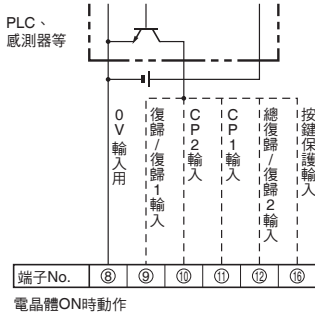 PLC、
感測器等
0V輸入用
復歸/復歸1輸入
CP2輸入
CP1輸入
總復歸/復歸2輸入
按鍵保護輸入
端子No. ⑧ ⑨ ⑩ ⑪ ⑫ ⑯
電晶體ON時動作